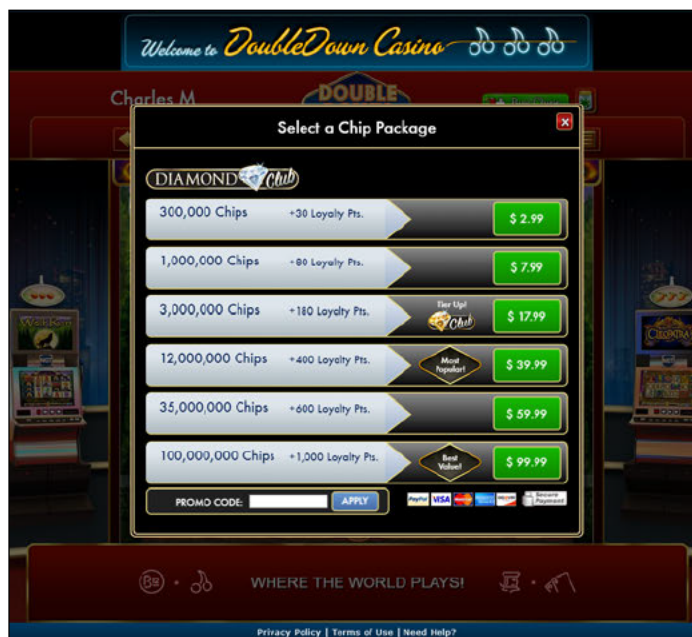 Welcome to DoubleDown Casino
Charles M
DOUBLE
Select a Chip Package
x
DIAMOND Club
300,000 Chips +30 Loyalty Pts. $ 2.99
1,000,000 Chips +80 Loyalty Pts. $ 7.99
3,000,000 Chips +180 Loyalty Pts. Tier Up! Club $ 17.99
12,000,000 Chips +400 Loyalty Pts. Most Popular! $ 39.99
35,000,000 Chips +600 Loyalty Pts. $ 59.99
100,000,000 Chips +1,000 Loyalty Pts. Best Value! $ 99.99
PROMO CODE: APPLY PayPal VISA Secure Payment
CLEOPATRA
WHERE THE WORLD PLAYS!
Privacy Policy | Terms of Use | Need Help?